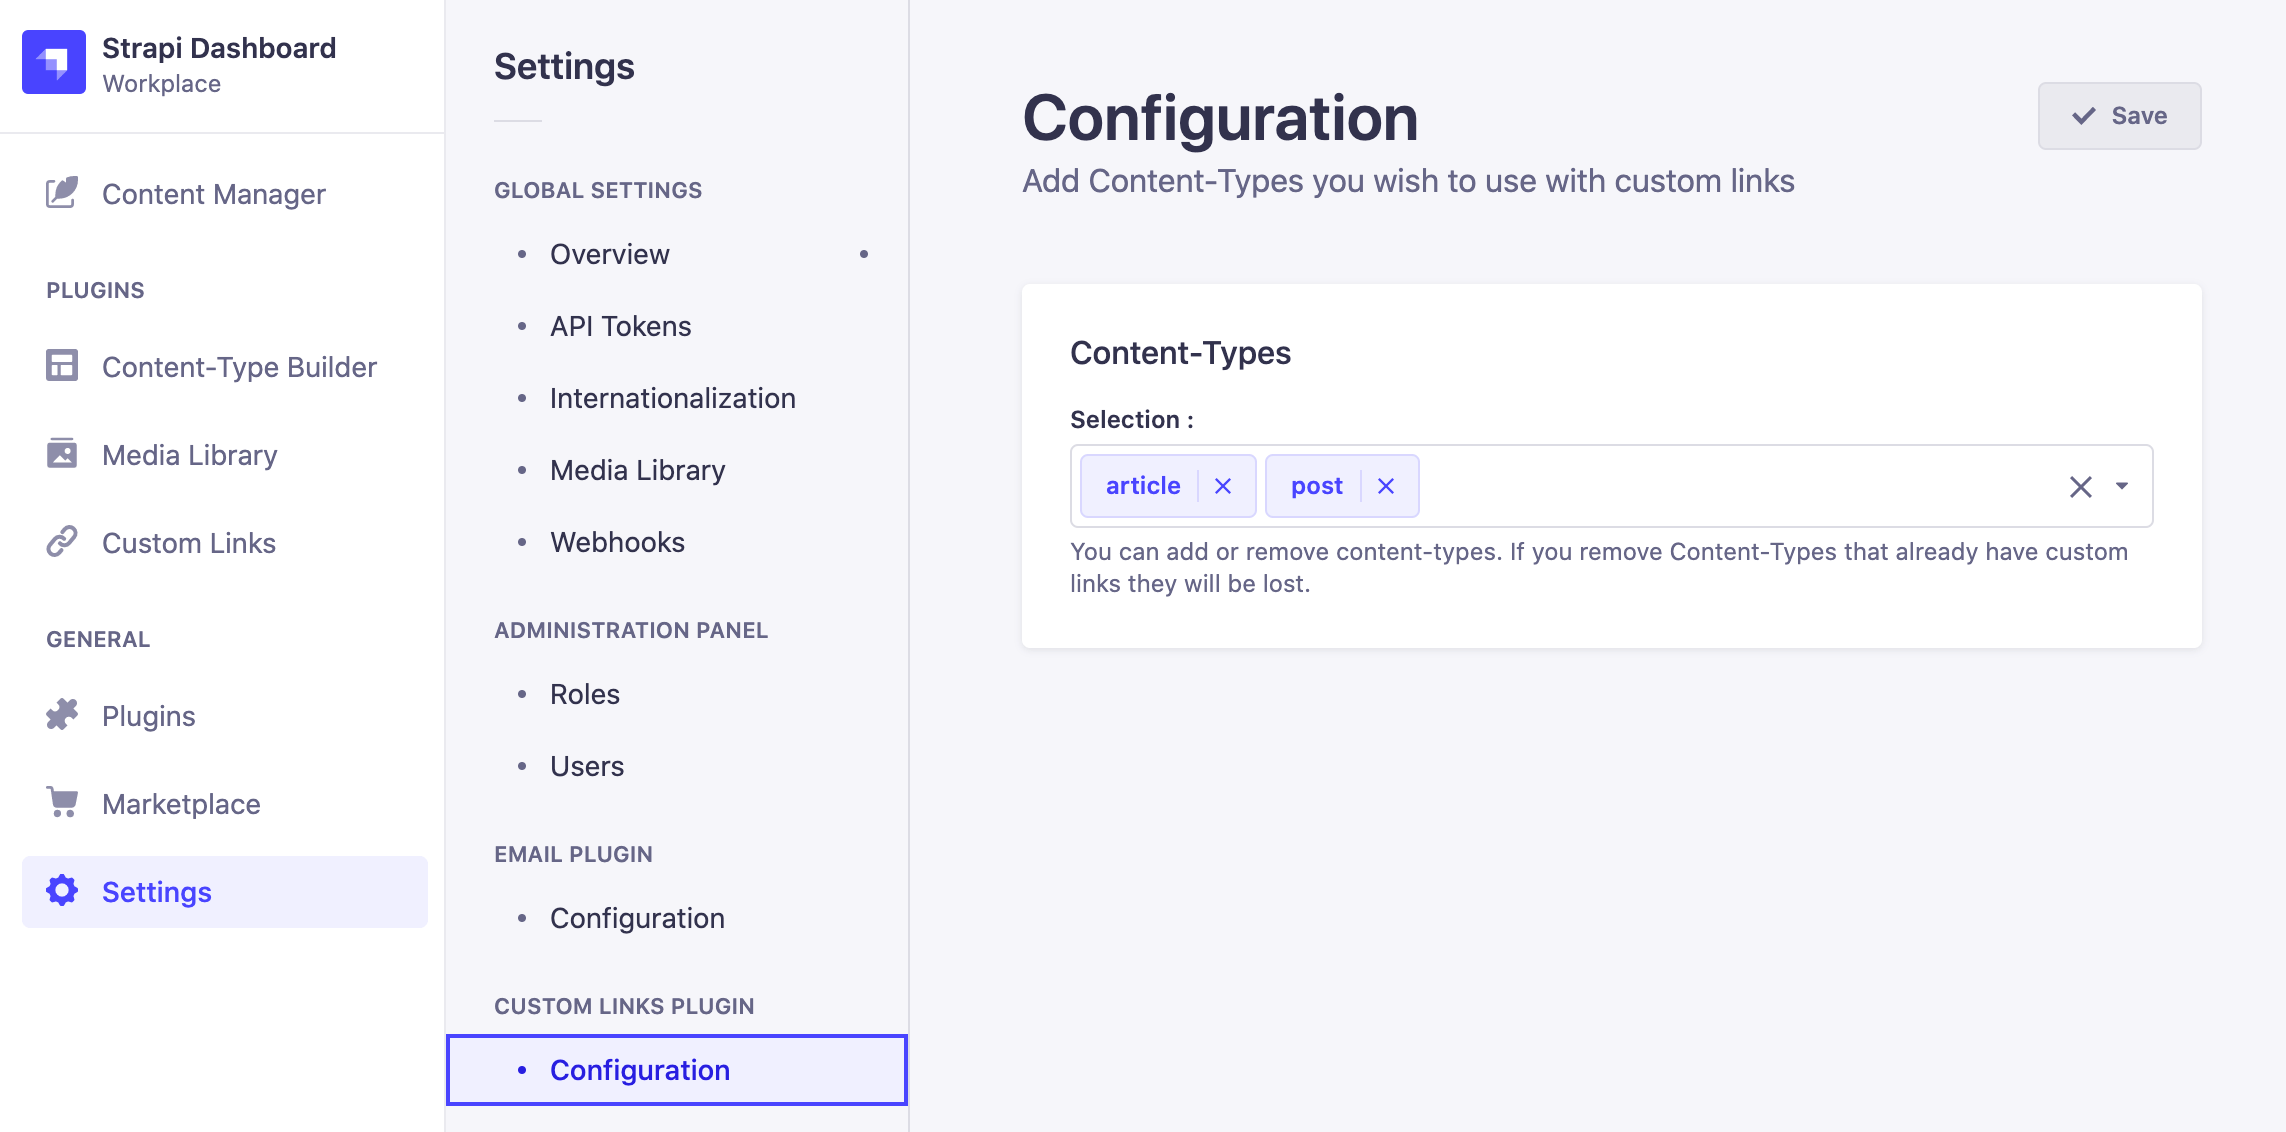 Strapi Dashboard
Workplace
Content Manager
PLUGINS
Content-Type Builder
Media Library
Custom Links
GENERAL
Plugins
Marketplace
Settings
Settings
GLOBAL SETTINGS
Overview
API Tokens
Internationalization
Media Library
Webhooks
ADMINISTRATION PANEL
Roles
Users
EMAIL PLUGIN
Configuration
CUSTOM LINKS PLUGIN
Configuration
Configuration
Save
Add Content-Types you wish to use with custom links
Content-Types
Selection :
article post
You can add or remove content-types. If you remove Content-Types that already have custom
links they will be lost.